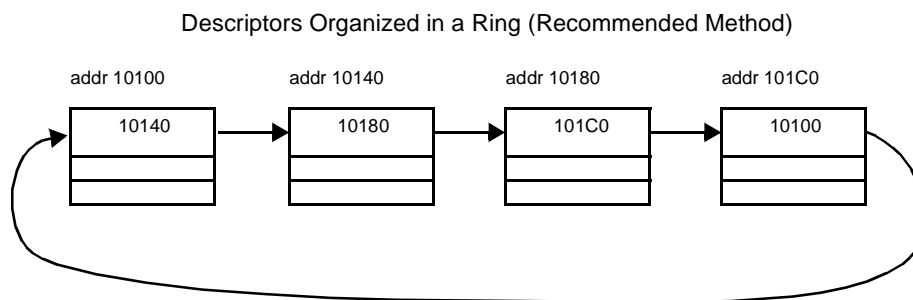 Descriptors Organized in a Ring (Recommended Method)
addr 10100 addr 10140 addr 10180 addr 101C0
10140 10180 101C0 10100